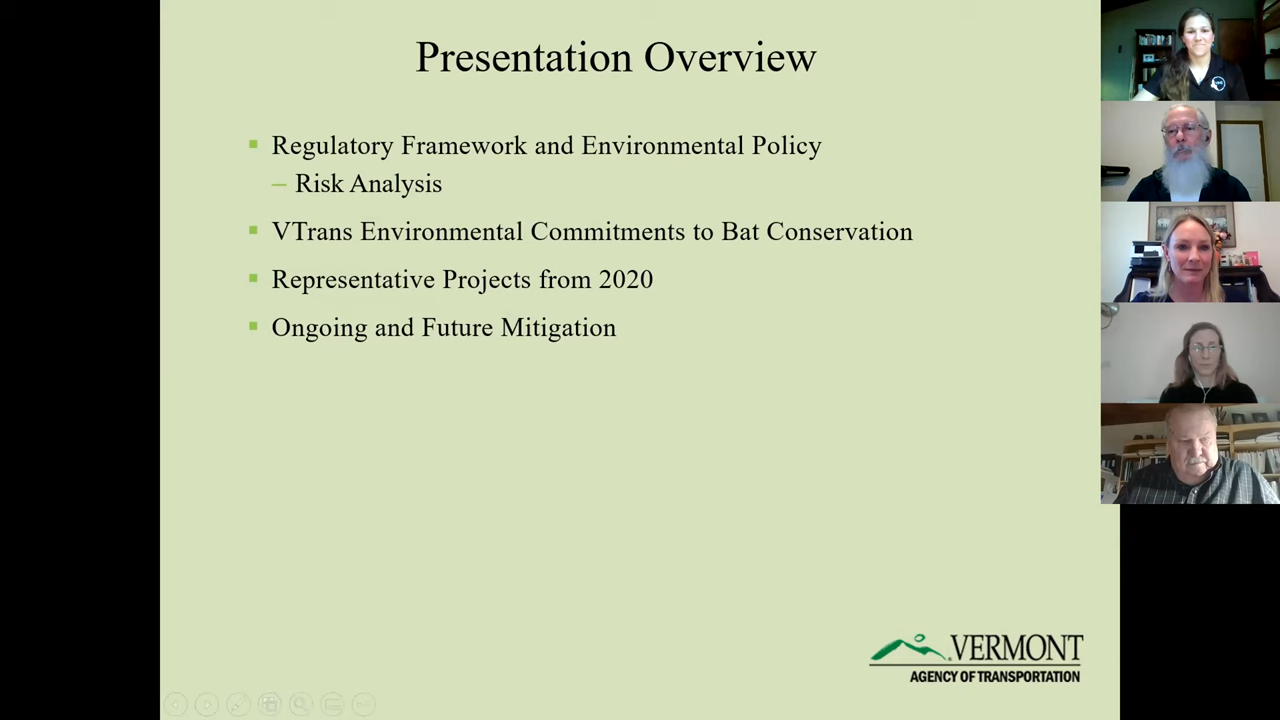 Presentation Overview
Regulatory Framework and Environmental Policy
– Risk Analysis
VTrans Environmental Commitments to Bat Conservation
Representative Projects from 2020
Ongoing and Future Mitigation
VERMONT
AGENCY OF TRANSPORTATION